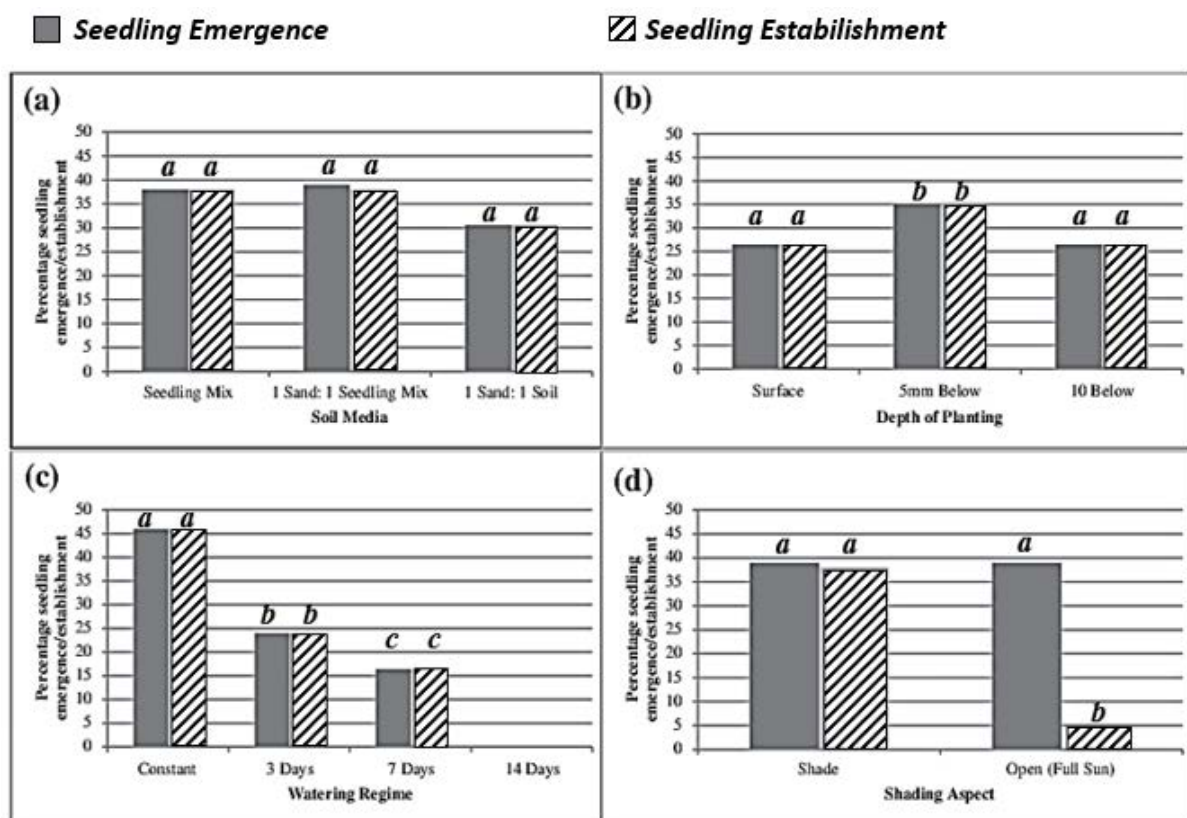 Seedling Emergence
Seedling Estabilishment
(a)
Percentage seedling
emergence/establishment
50
45
40
35
30
25
20
15
10
5
0
a a
a a
a a
Seedling Mix
1 Sand: 1 Seedling Mix
1 Sand: 1 Soil
Soil Media
(b)
Percentage seedling
emergence/establishment
50
45
40
35
30
25
20
15
10
5
0
a a
b b
a a
Surface
5mm Below
10 Below
Depth of Planting
(c)
Percentage seedling
emergence/establishment
50
45
40
35
30
25
20
15
10
5
0
a a
b b
c c
Constant
3 Days
7 Days
14 Days
Watering Regime
(d)
Percentage seedling
emergence/establishment
50
45
40
35
30
25
20
15
10
5
0
a a
a
b
Shade
Open (Full Sun)
Shading Aspect